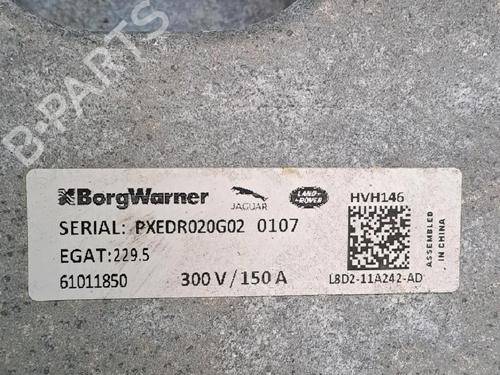 BorgWarner JAGUAR LAND ROVER HVH146
SERIAL: PXEDR020G02 0107
EGAT:229.5
61011850 300 V/150 A L8D2-11A242-AD
ASSEMBLED IN CHINA
B-PARTS